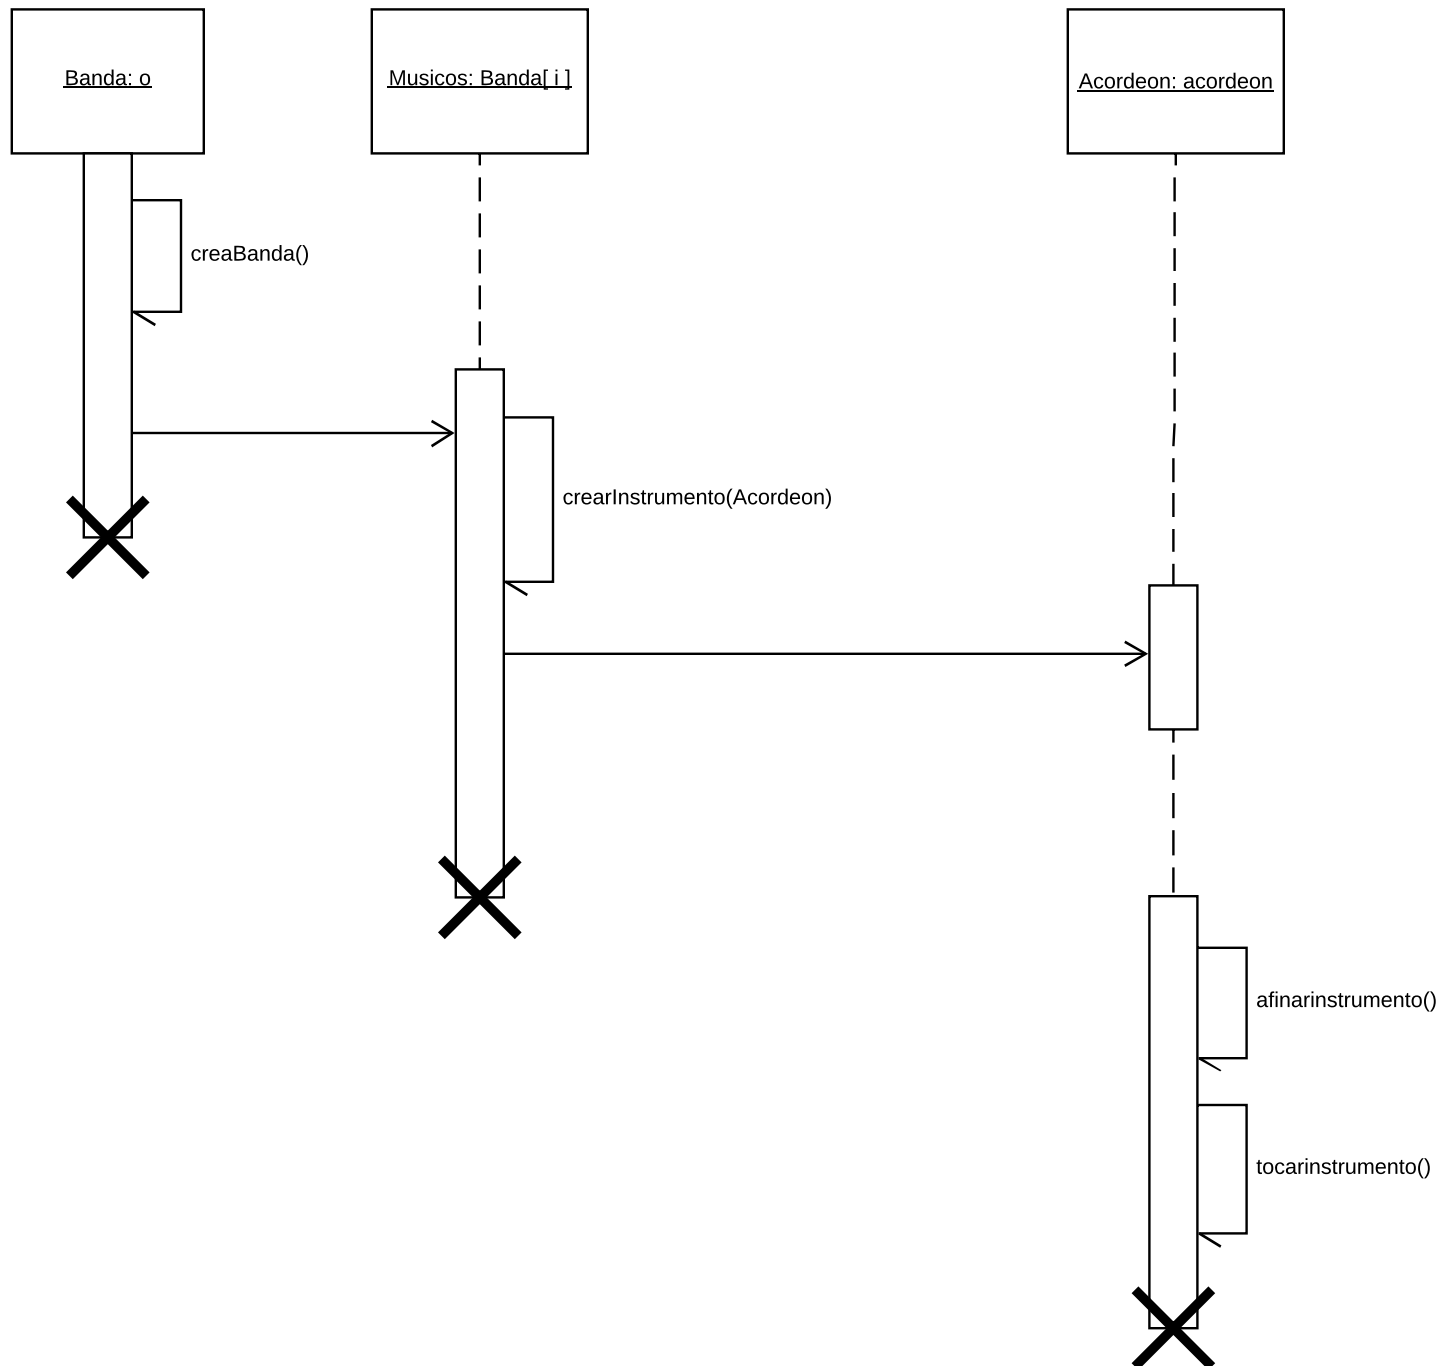 Banda: o
Musicos: Banda[ i ]
Acordeon: acordeon
creaBanda()
crearInstrumento(Acordeon)
afinarinstrumento()
tocarinstrumento()